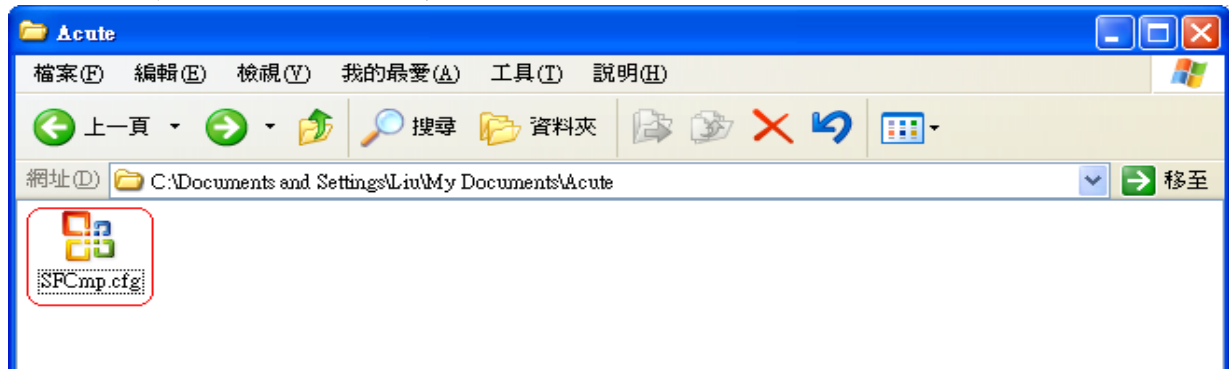 Acute
檔案(F) 編輯(E) 檢視(V) 我的最愛(A) 工具(T) 說明(H)
上一頁 搜尋 資料夾
網址(D) C:\Documents and Settings\Liu\My Documents\Acute 移至
SFCmp.cfg